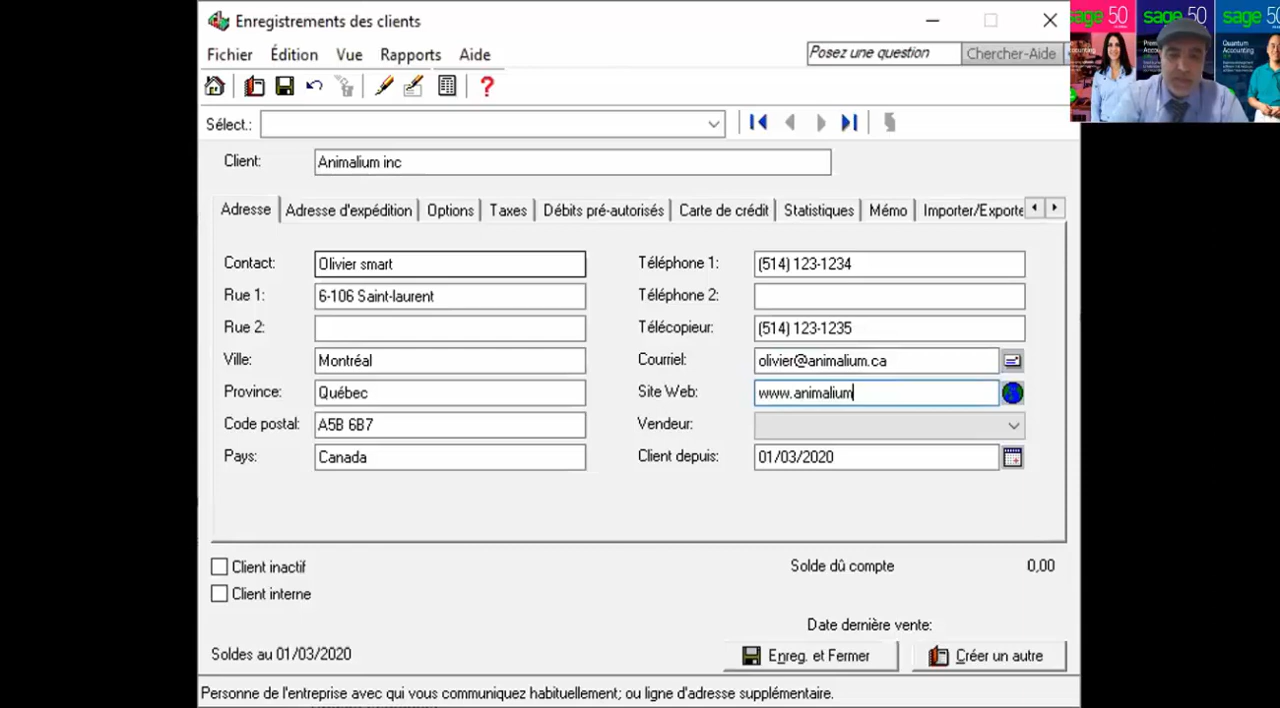 Enregistrements des clients
Fichier Édition Vue Rapports Aide
Posez une question Chercher-Aide
Sélect.:
Client: Animalium inc
Adresse Adresse d'expédition Options Taxes Débits pré-autorisés Carte de crédit Statistiques Mémo Importer/Exporte
Contact: Olivier smart Téléphone 1: (514) 123-1234
Rue 1: 6-106 Saint-laurent Téléphone 2:
Rue 2: Télécopieur: (514) 123-1235
Ville: Montréal Courriel: olivier@animalium.ca
Province: Québec Site Web: www.animalium
Code postal: A5B 6B7 Vendeur:
Pays: Canada Client depuis: 01/03/2020
Client inactif Solde dû compte 0,00
Client interne
Date dernière vente:
Soldes au 01/03/2020 Enreg. et Fermer Créer un autre
Personne de l'entreprise avec qui vous communiquez habituellement; ou ligne d'adresse supplémentaire.
sage 50 sage 50 sage 50
Quantum
Accounting